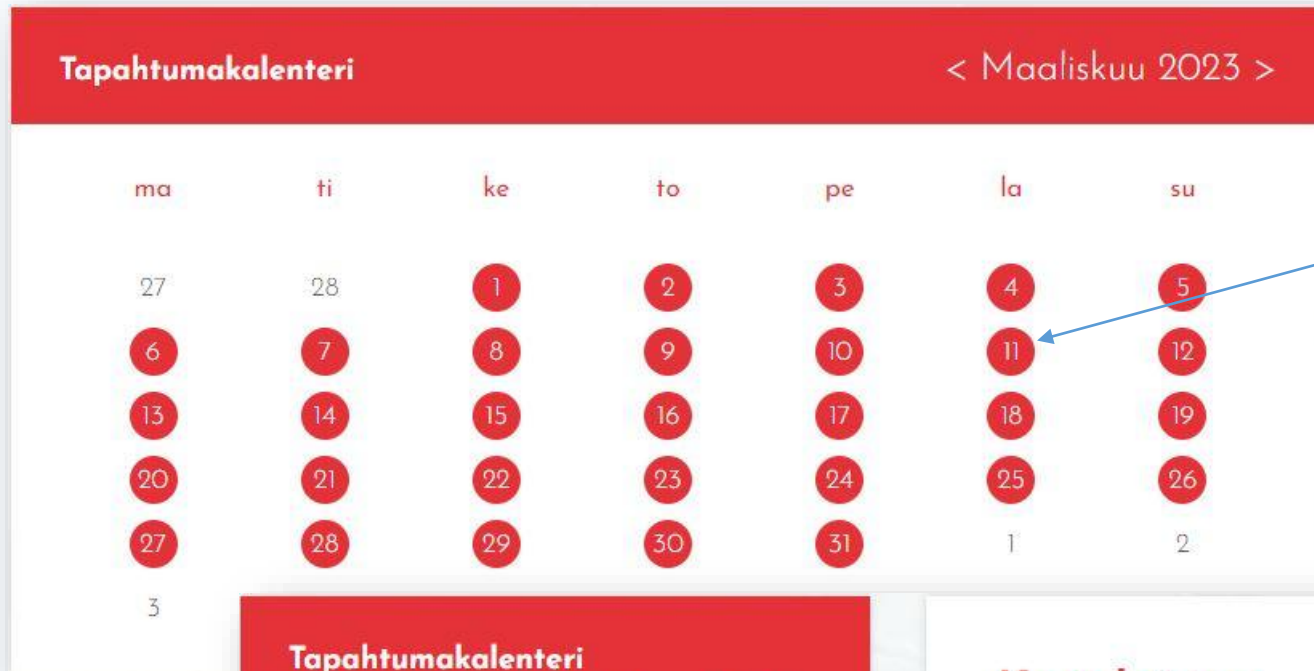 Tapahtumakalenteri < Maaliskuu 2023 >
ma ti ke to pe la su
27 28 1 2 3 4 5
6 7 8 9 10 11 12
13 14 15 16 17 18 19
20 21 22 23 24 25 26
27 28 29 30 31 1 2
3
Tapahtumakalenteri